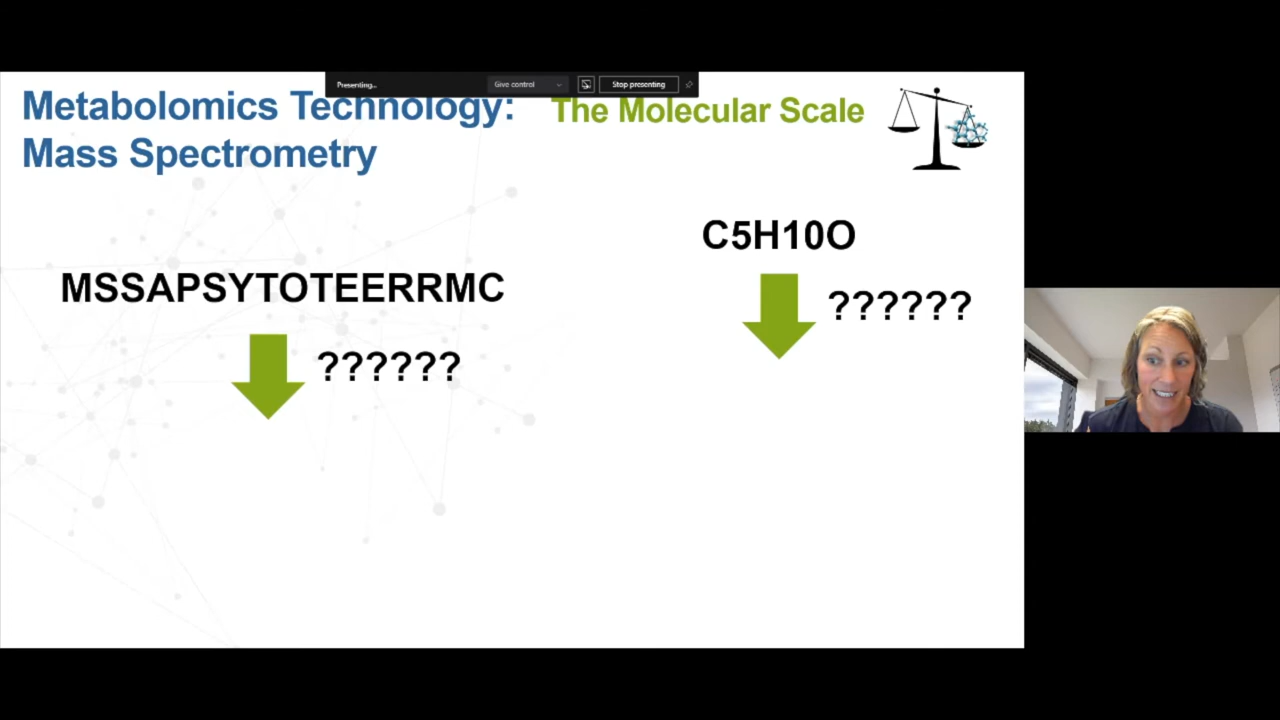 Presenting...
Give control
Stop presenting
Metabolomics Technology:
Mass Spectrometry
The Molecular Scale
C5H10O
??????
MSSAPSYTOTEERRMC
??????